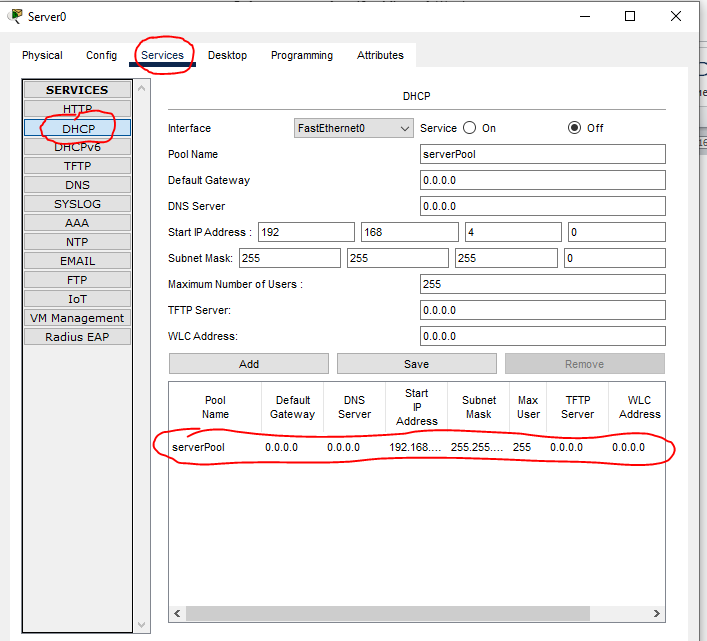 Server0
Physical Config Services Desktop Programming Attributes
SERVICES
HTTP
DHCP
DHCPv6
TFTP
DNS
SYSLOG
AAA
NTP
EMAIL
FTP
IoT
VM Management
Radius EAP
DHCP
Interface FastEthernet0 Service On Off
Pool Name serverPool
Default Gateway 0.0.0.0
DNS Server 0.0.0.0
Start IP Address : 192 168 4 0
Subnet Mask: 255 255 255 0
Maximum Number of Users : 255
TFTP Server: 0.0.0.0
WLC Address: 0.0.0.0
Add Save Remove
Pool Name Default Gateway DNS Server Start IP Address Subnet Mask Max User TFTP Server WLC Address
serverPool 0.0.0.0 0.0.0.0 192.168.... 255.255.... 255 0.0.0.0 0.0.0.0